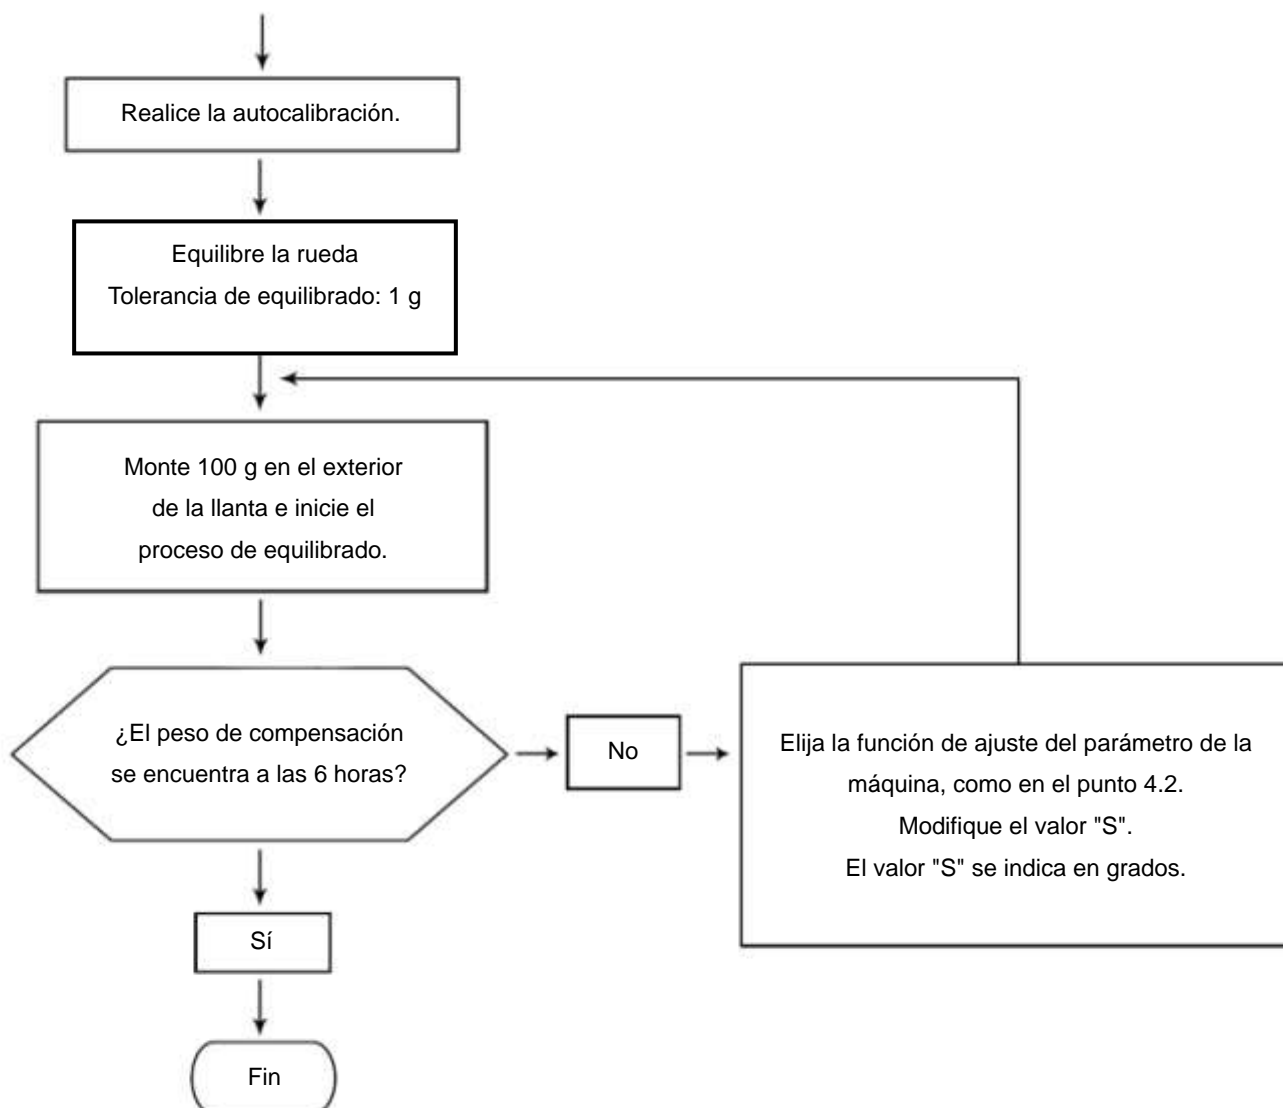 Realice la autocalibración.
Equilibre la rueda
Tolerancia de equilibrado: 1 g
Monte 100 g en el exterior
de la llanta e inicie el
proceso de equilibrado.
¿El peso de compensación
se encuentra a las 6 horas?
No
Elija la función de ajuste del parámetro de la
máquina, como en el punto 4.2.
Modifique el valor "S".
El valor "S" se indica en grados.
Sí
Fin